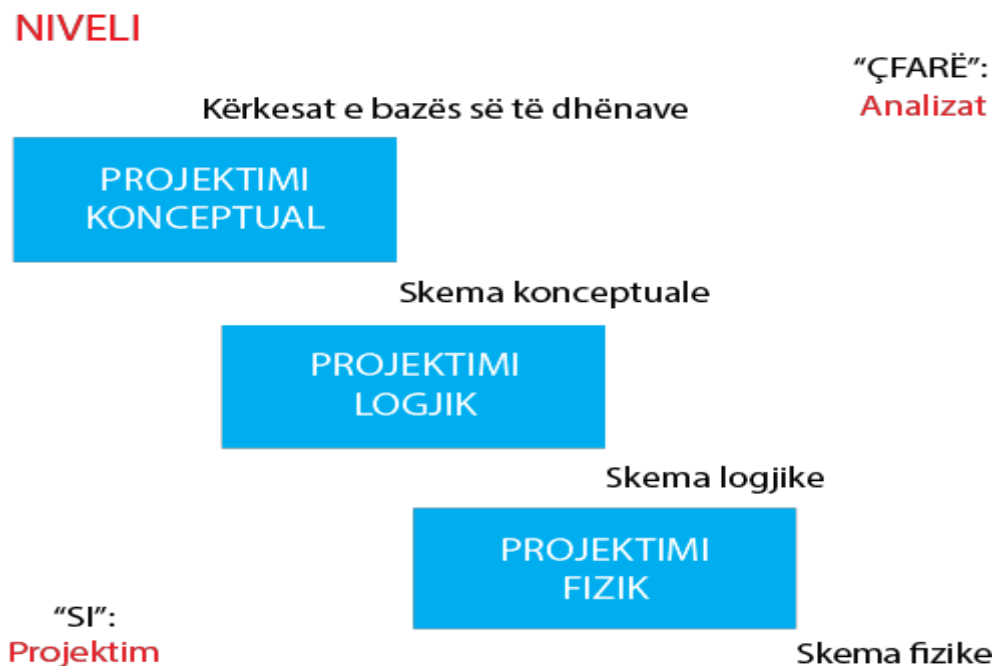 NIVELI
“ÇFARË”:
Analizat
Kërkesat e bazës së të dhënave
PROJEKTIMI
KONCEPTUAL
Skema konceptuale
PROJEKTIMI
LOGJIK
Skema logjike
PROJEKTIMI
FIZIK
“SI”:
Projektim
Skema fizike